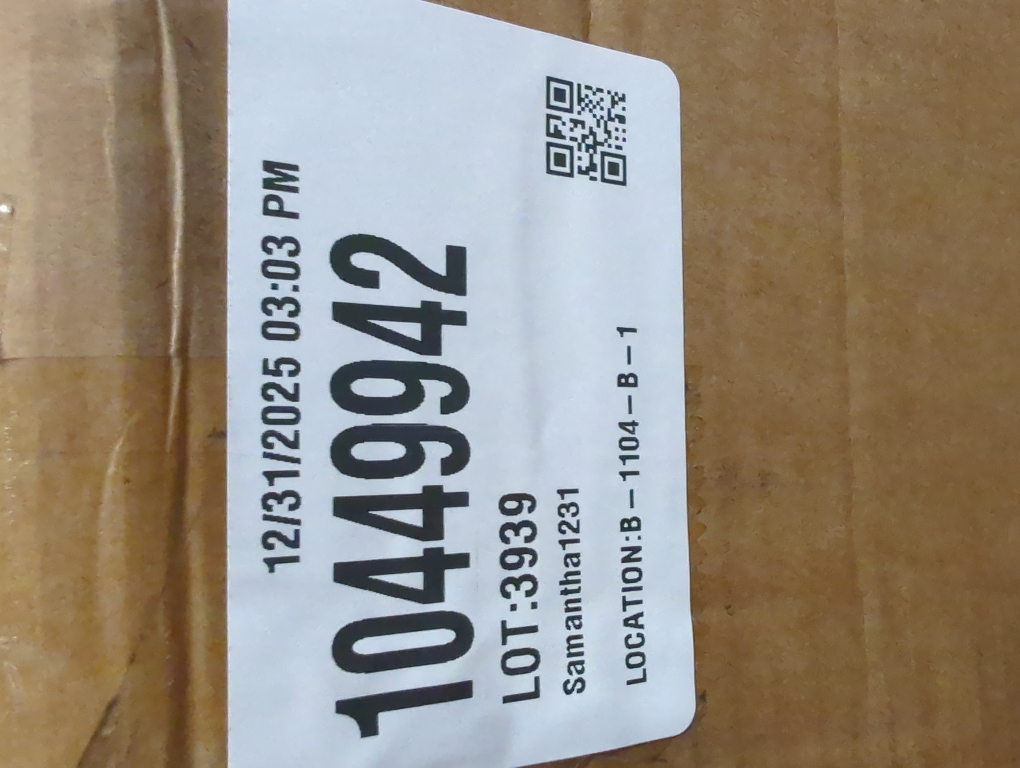 12/31/2025 03:03 PM
10449942
LOT:3939
Samantha1231
LOCATION:B-1104-B-1